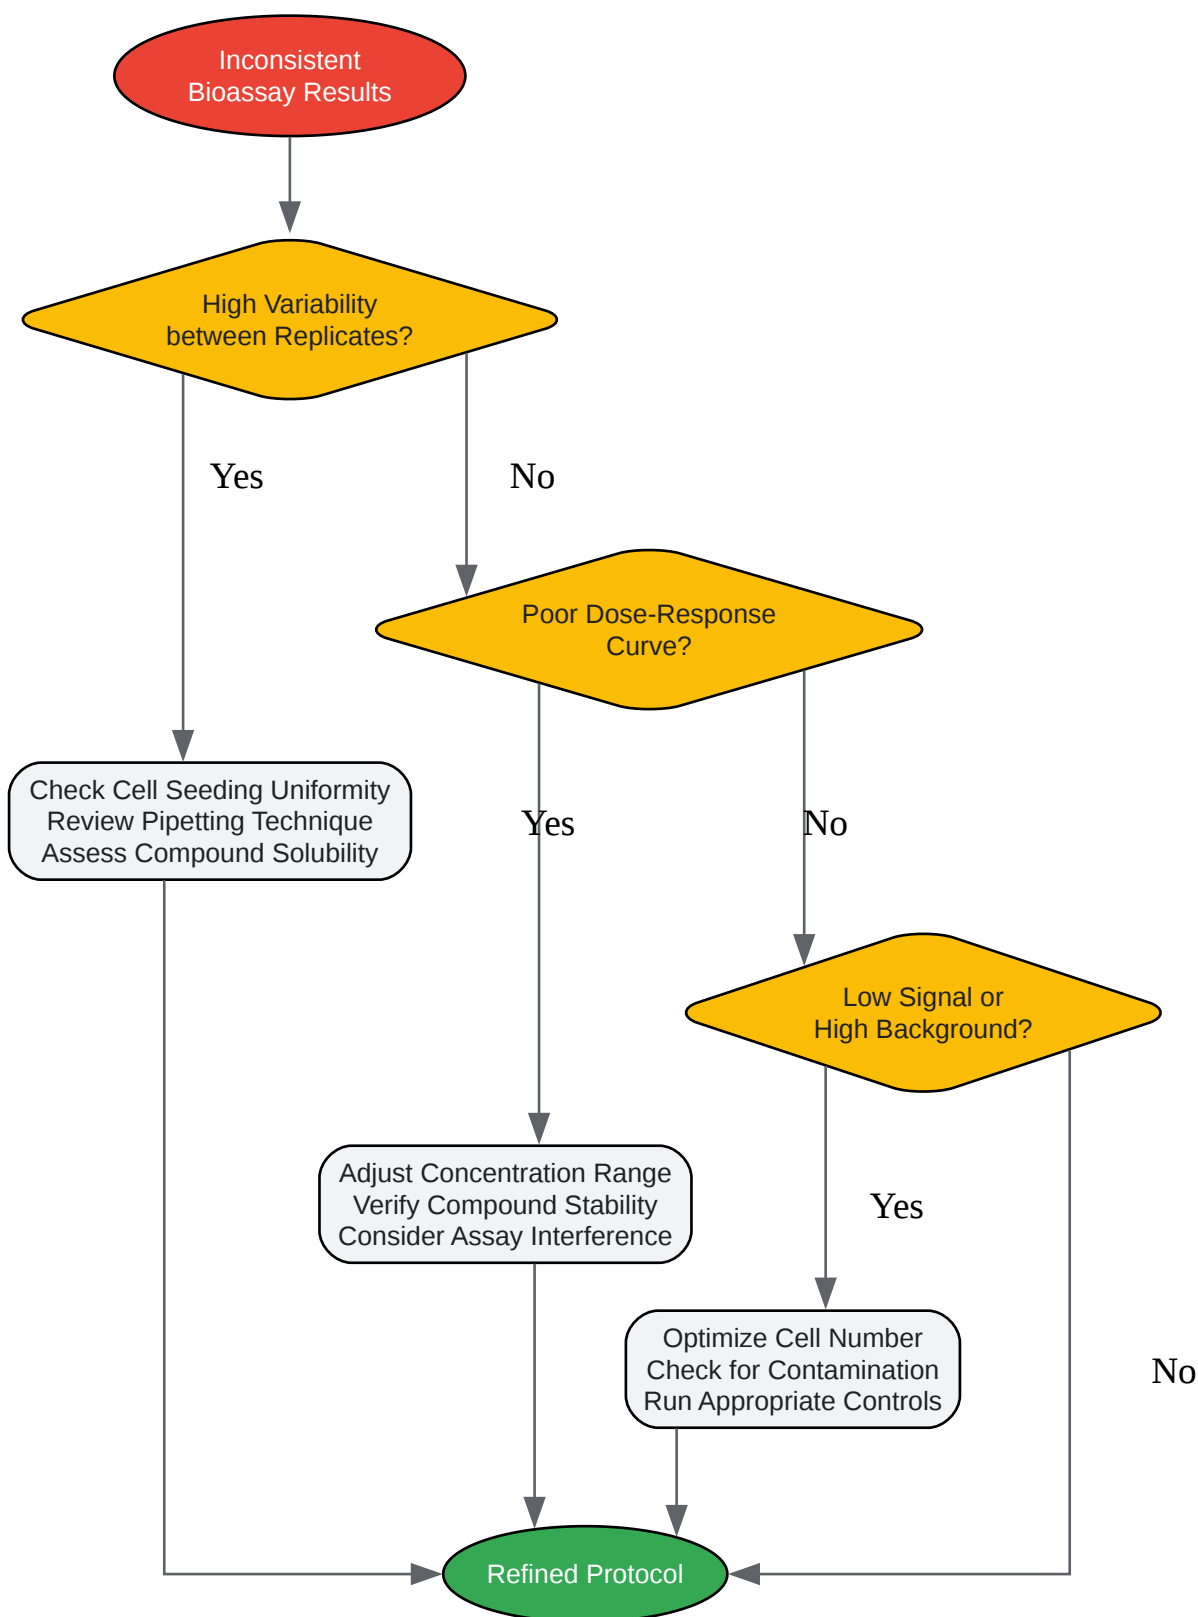 Inconsistent
Bioassay Results
High Variability
between Replicates?
Yes
No
Poor Dose-Response
Curve?
Check Cell Seeding Uniformity
Review Pipetting Technique
Assess Compound Solubility
Yes
No
Low Signal or
High Background?
Adjust Concentration Range
Verify Compound Stability
Consider Assay Interference
Yes
Optimize Cell Number
Check for Contamination
Run Appropriate Controls
No
Refined Protocol